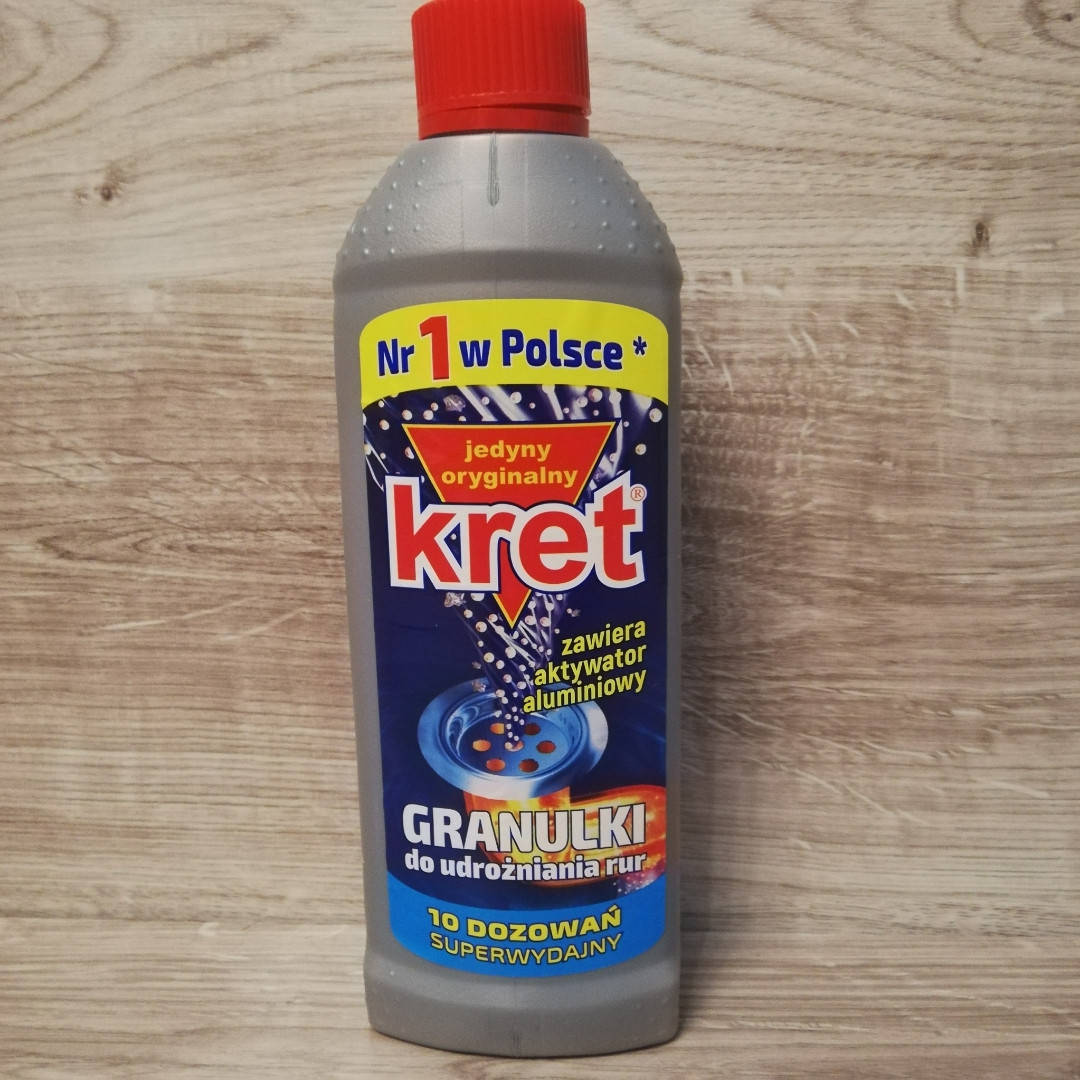 Nr 1 w Polsce *
jedyny
oryginalny
kret®
zawiera
aktywator
aluminiowy
GRANULKI
do udrożniania rur
10 DOZOWAŃ
SUPERWYDAJNY